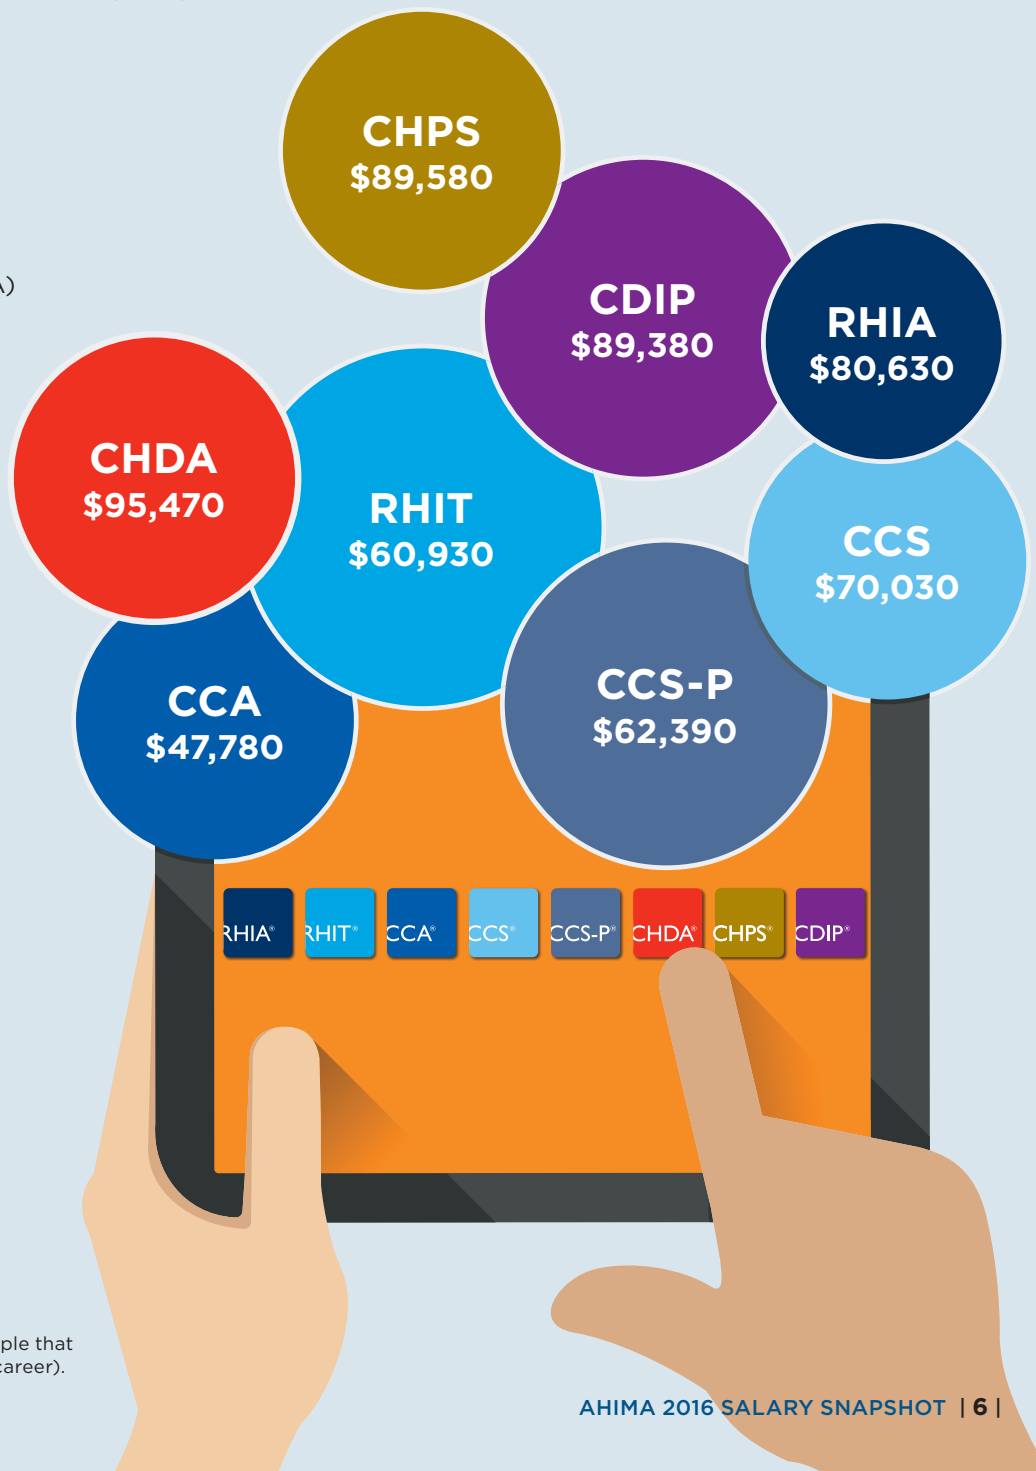 CHPS
$89,580
CDIP
$89,380
RHIA
$80,630
A)
CHDA
$95,470
RHIT
$60,930
CCS
$70,030
CCA
$47,780
CCS-P
$62,390
RHIA® RHIT® CCA® CCS® CCS-P® CHDA® CHPS® CDIP®
ple that
career).
AHIMA 2016 SALARY SNAPSHOT | 6 |